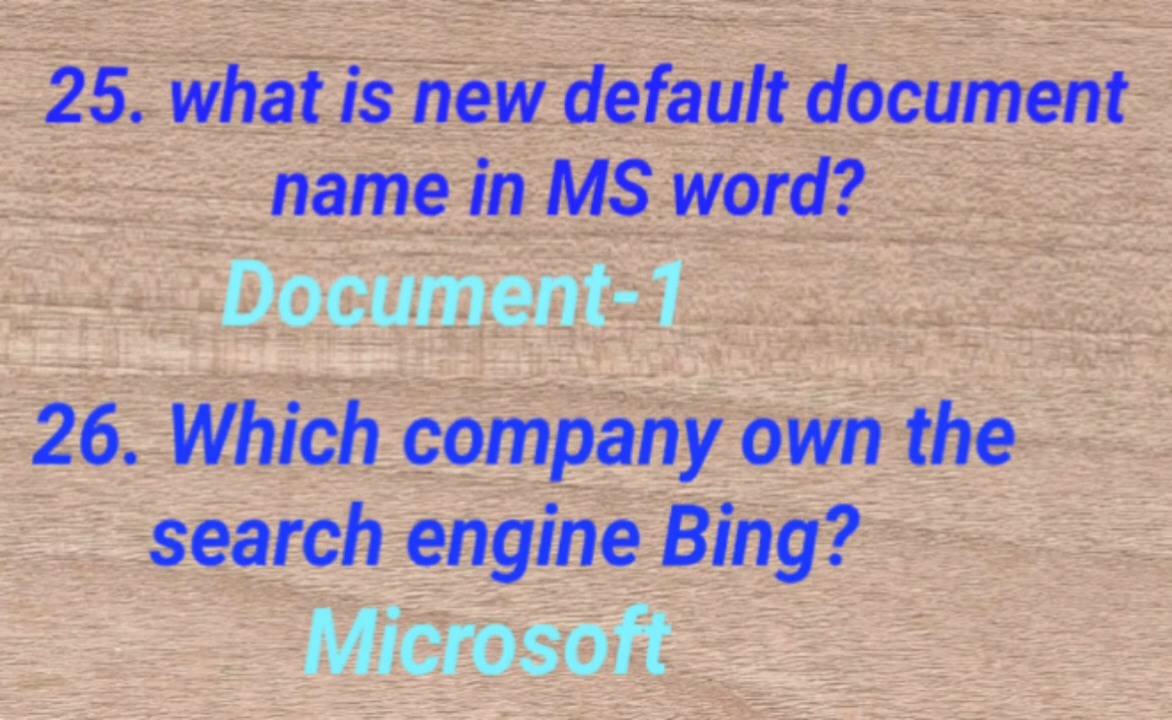 25. what is new default document
name in MS word?
Document-1
26. Which company own the
search engine Bing?
Microsoft